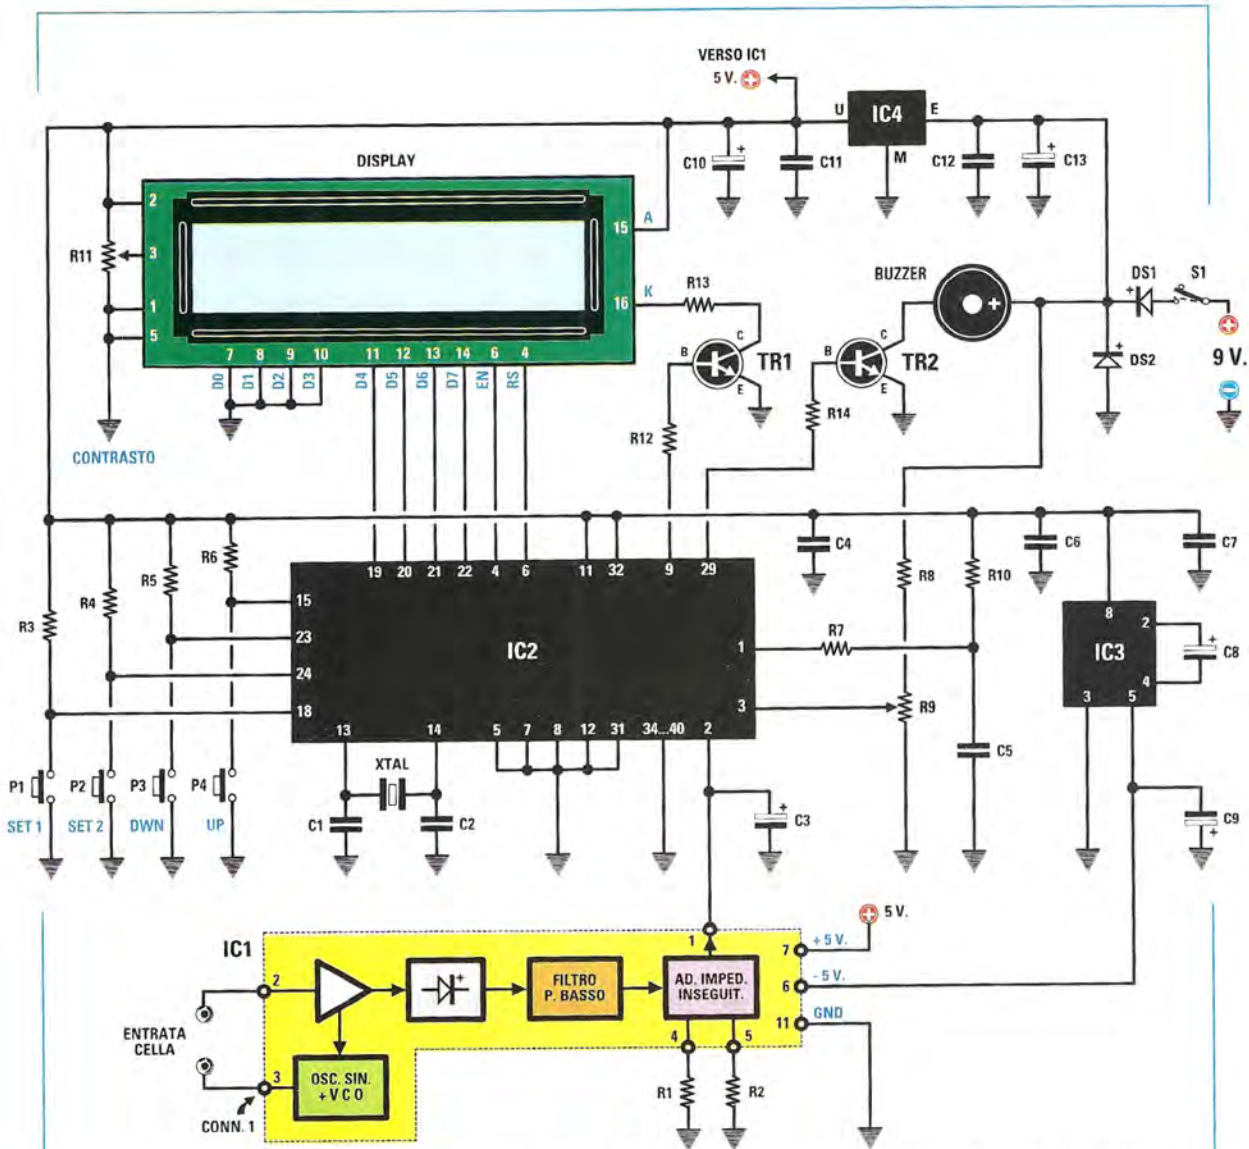 VERSO IC1
5 V. +
U IC4 E
M
C10 + C11 C12 C13 +
DISPLAY
2
R11 3
1
5
15 A
16 K
7 8 9 10 11 12 13 14 6 4
D0 D1 D2 D3 D4 D5 D6 D7 EN RS
CONTRASTO
R13
B C E TR1
R12
BUZZER
+
B C E TR2
R14
DS1 + S1
+
9 V.
-
DS2 +
R3 R4 R5 R6
C4 C6 C7
R8 R10
19 20 21 22 4 6 11 32 9 29
15
23
24
18
IC2
1 R7
3 R9
C5
13 14 5 7 8 12 31 34...40 2
8
IC3
2
4
3 5
C8 +
C9 +
XTAL
C1 C2
C3 +
P1 P2 P3 P4
SET 1 SET 2 DWN UP
IC1
ENTRATA
CELLA
2
3
CONN. 1
OSC. SIN.
+ V C O
+
FILTRO
P. BASSO
AD. IMPED.
INSEGUIT.
1
4 5
R1 R2
7 + 5 V.
6 - 5 V.
11 GND
+ 5 V.